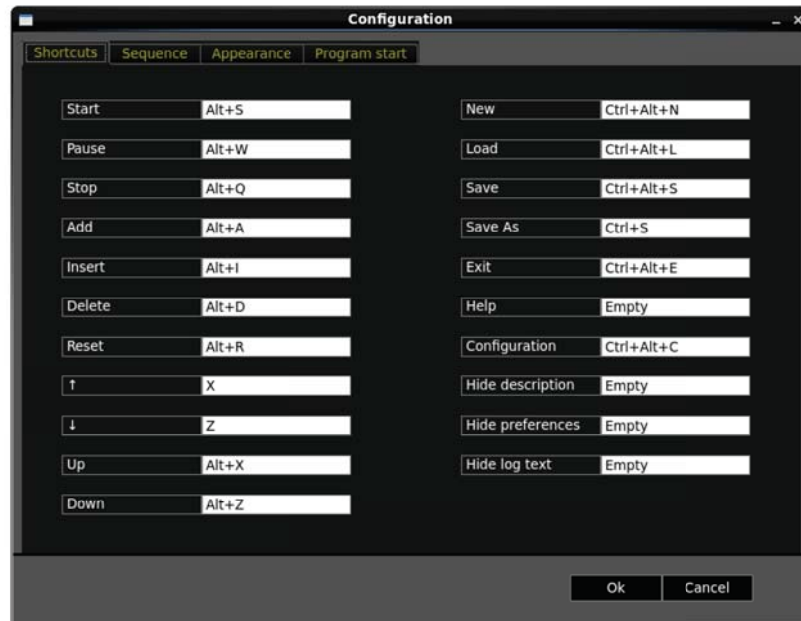 Configuration
Shortcuts Sequence Appearance Program start
Start Alt+S New Ctrl+Alt+N
Pause Alt+W Load Ctrl+Alt+L
Stop Alt+Q Save Ctrl+Alt+S
Add Alt+A Save As Ctrl+S
Insert Alt+I Exit Ctrl+Alt+E
Delete Alt+D Help Empty
Reset Alt+R Configuration Ctrl+Alt+C
↑ X Hide description Empty
↓ Z Hide preferences Empty
Up Alt+X Hide log text Empty
Down Alt+Z
Ok Cancel